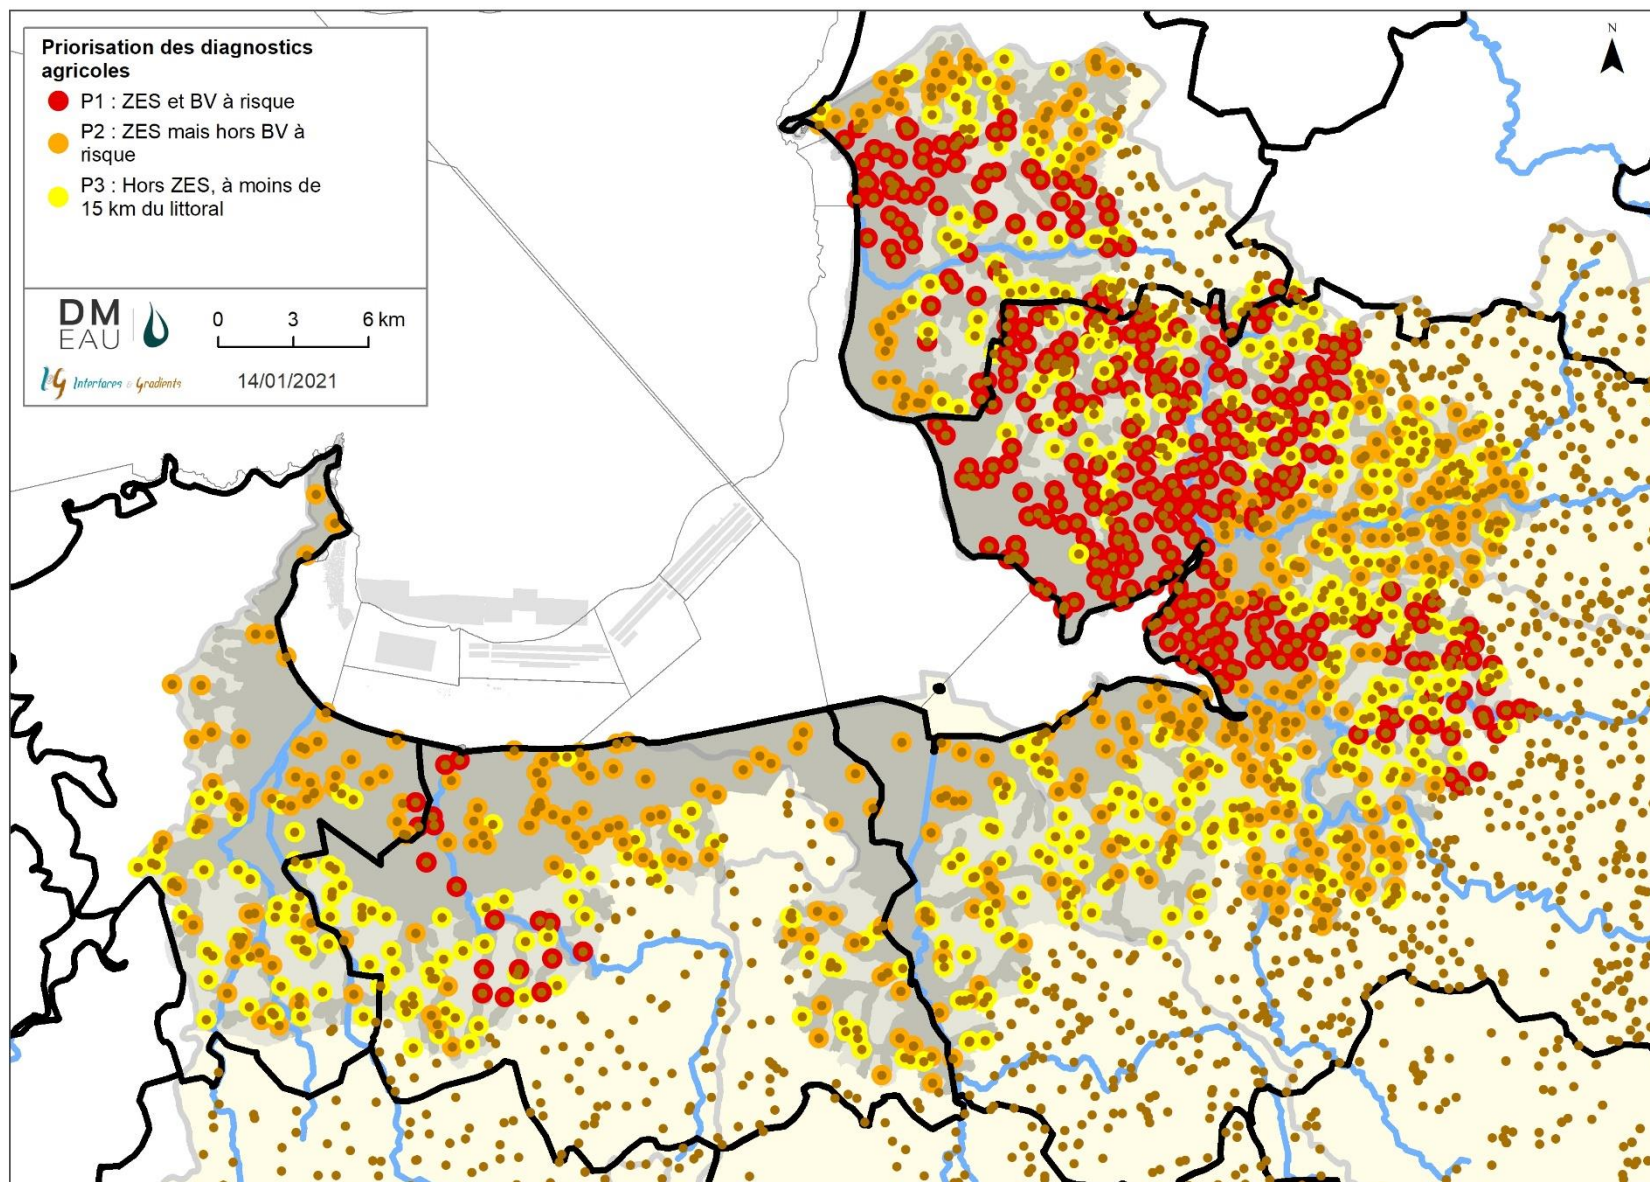 Priorisation des diagnostics
agricoles
P1 : ZES et BV à risque
P2 : ZES mais hors BV à
risque
P3 : Hors ZES, à moins de
15 km du littoral
DM
EAU
0 3 6 km
Interfaces & Gradients
14/01/2021
N